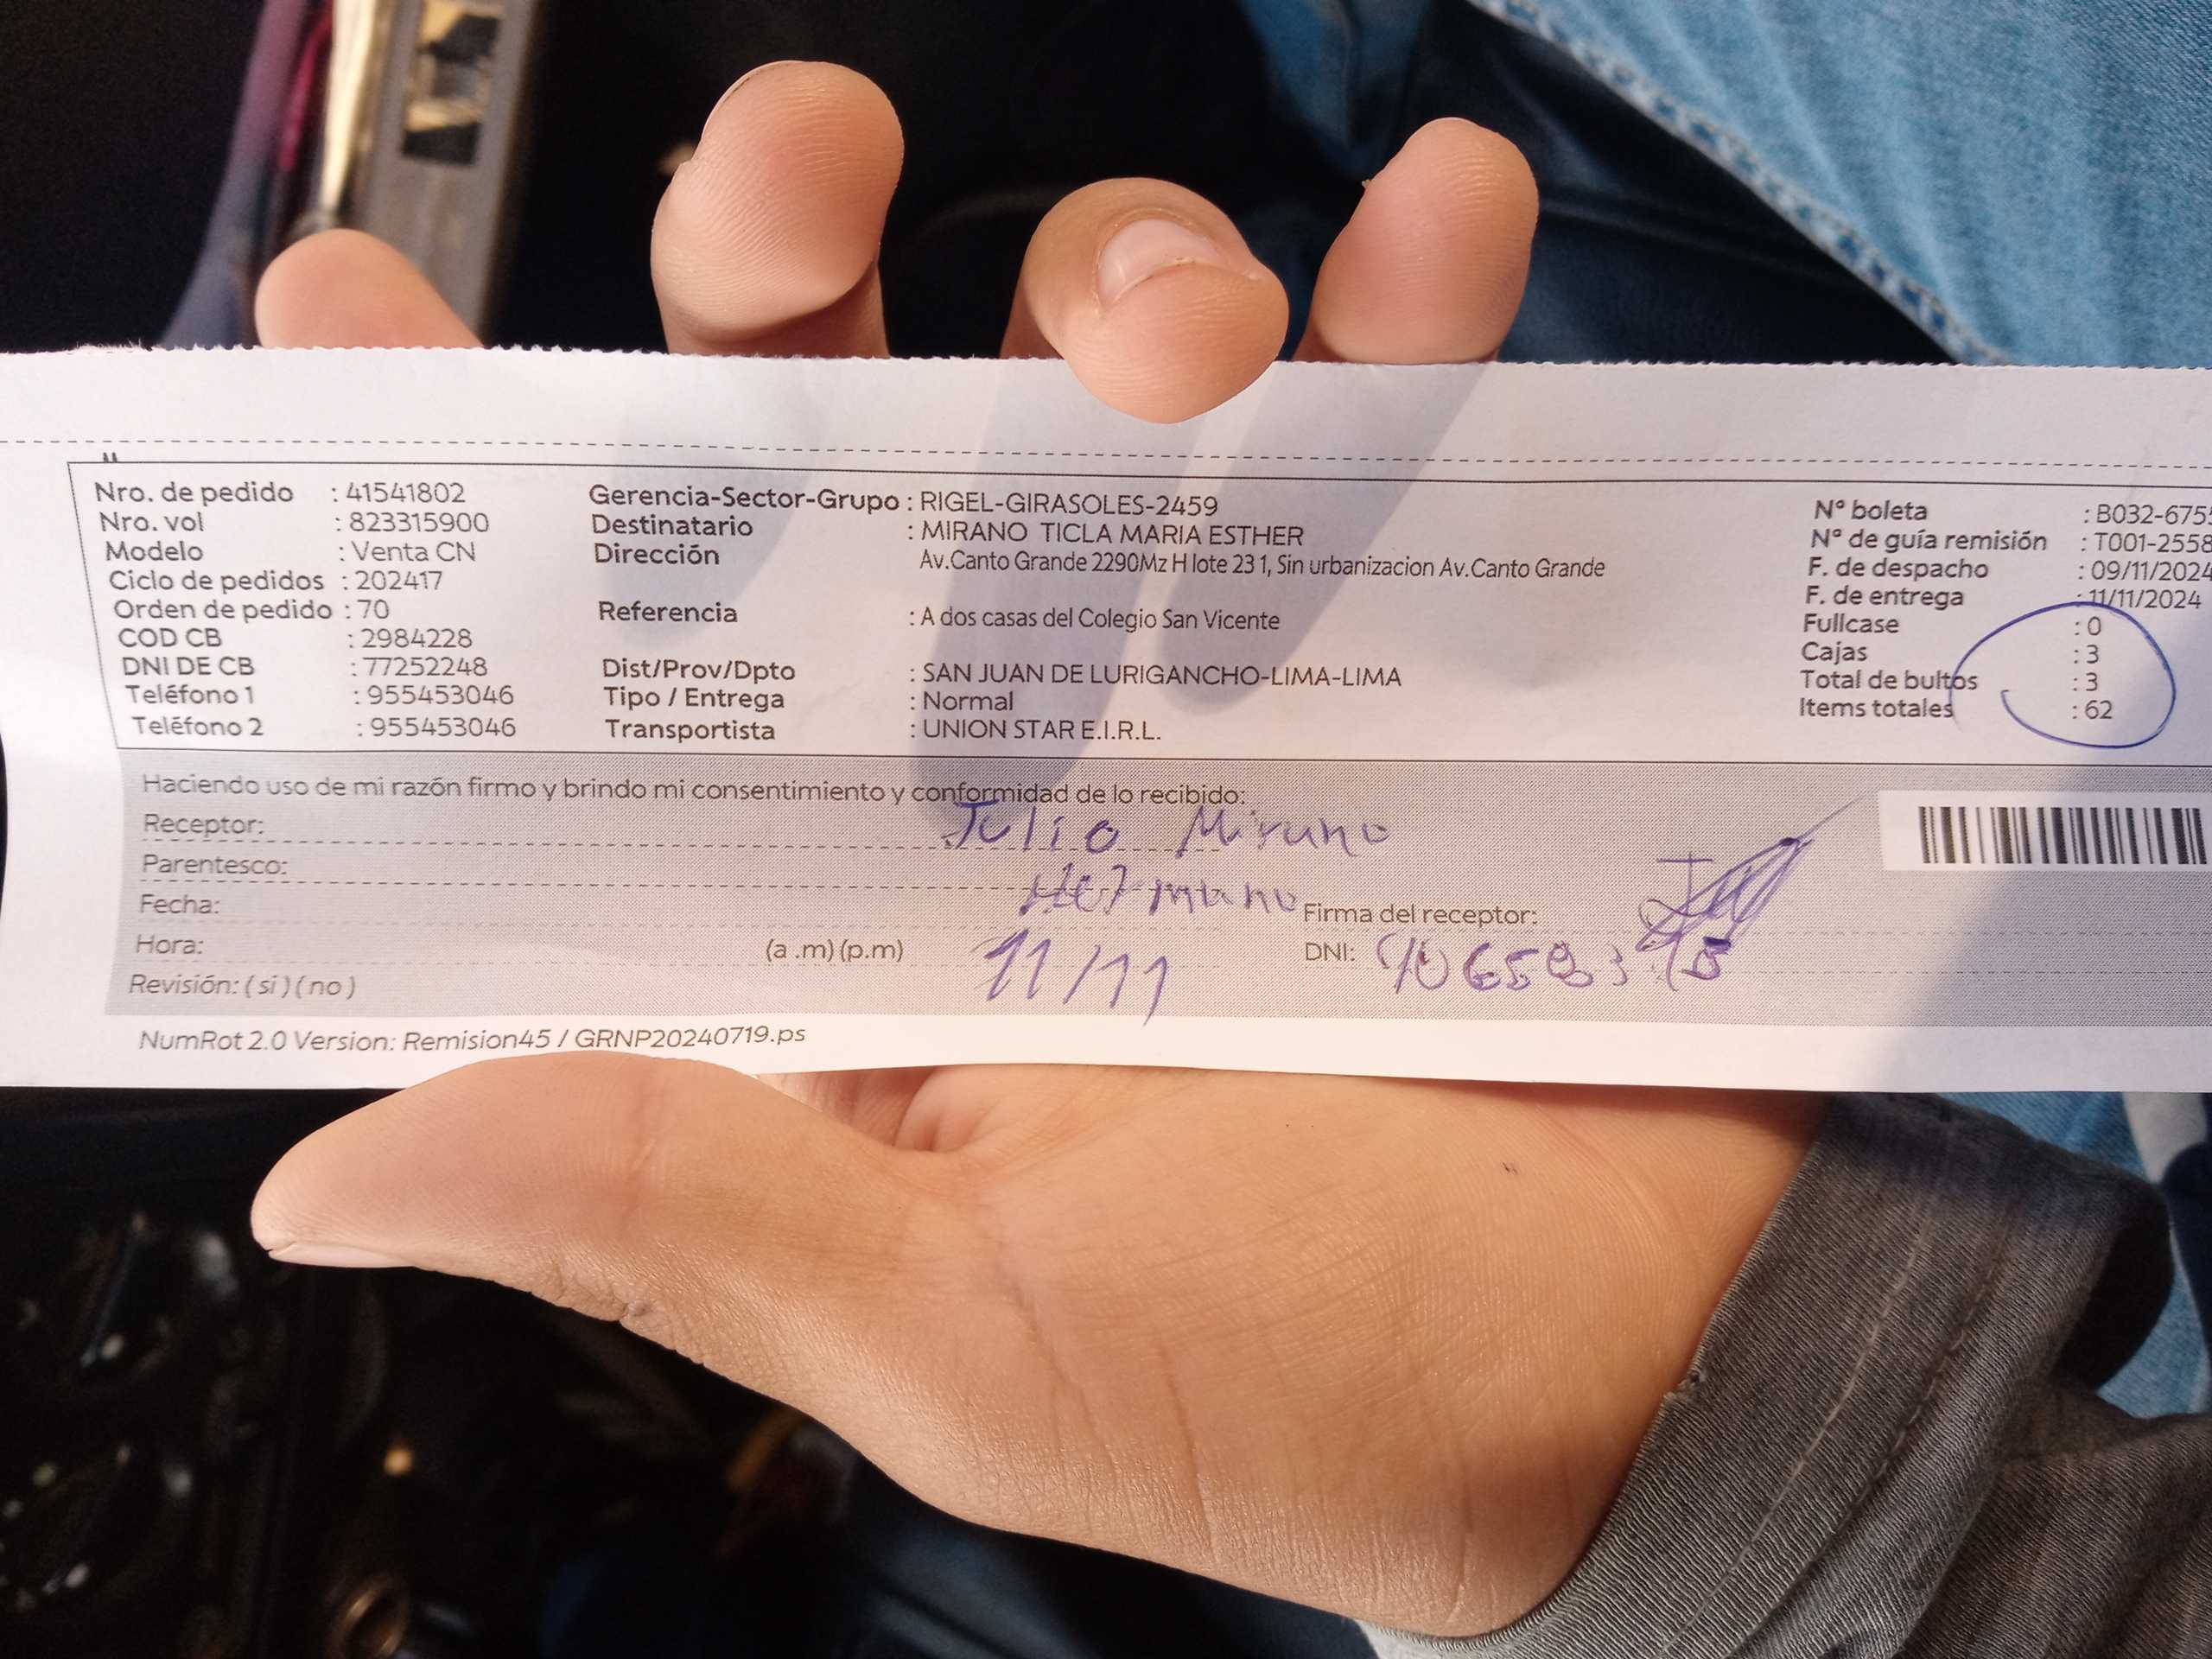 Nro. de pedido : 41541802
Nro. vol : 823315900
Modelo : Venta CN
Ciclo de pedidos : 202417
Orden de pedido : 70
COD CB : 2984228
DNI DE CB : 77252248
Teléfono 1 : 955453046
Teléfono 2 : 955453046
Gerencia-Sector-Grupo : RIGEL-GIRASOLES-2459
Destinatario : MIRANO TICLA MARIA ESTHER
Dirección Av.Canto Grande 2290Mz H lote 23 1, Sin urbanizacion Av.Canto Grande
Referencia : A dos casas del Colegio San Vicente
Dist/Prov/Dpto : SAN JUAN DE LURIGANCHO-LIMA-LIMA
Tipo / Entrega : Normal
Transportista : UNION STAR E.I.R.L.
N° boleta :
N° de guía remisión :
F. de despacho : 09/11/2024
F. de entrega : 11/11/2024
Fullcase : 0
Cajas : 3
Total de bultos : 3
Items totales : 62
Haciendo uso de mi razón firmo y brindo mi consentimiento y conformidad de lo recibido:
Receptor: Julio Mirano
Parentesco: Hermano
Fecha: Firma del receptor:
Hora: (a .m) (p.m) 11/11 DNI:
Revisión: ( si ) ( no )
NumRot 2.0 Version: Remision45 / GRNP20240719.ps